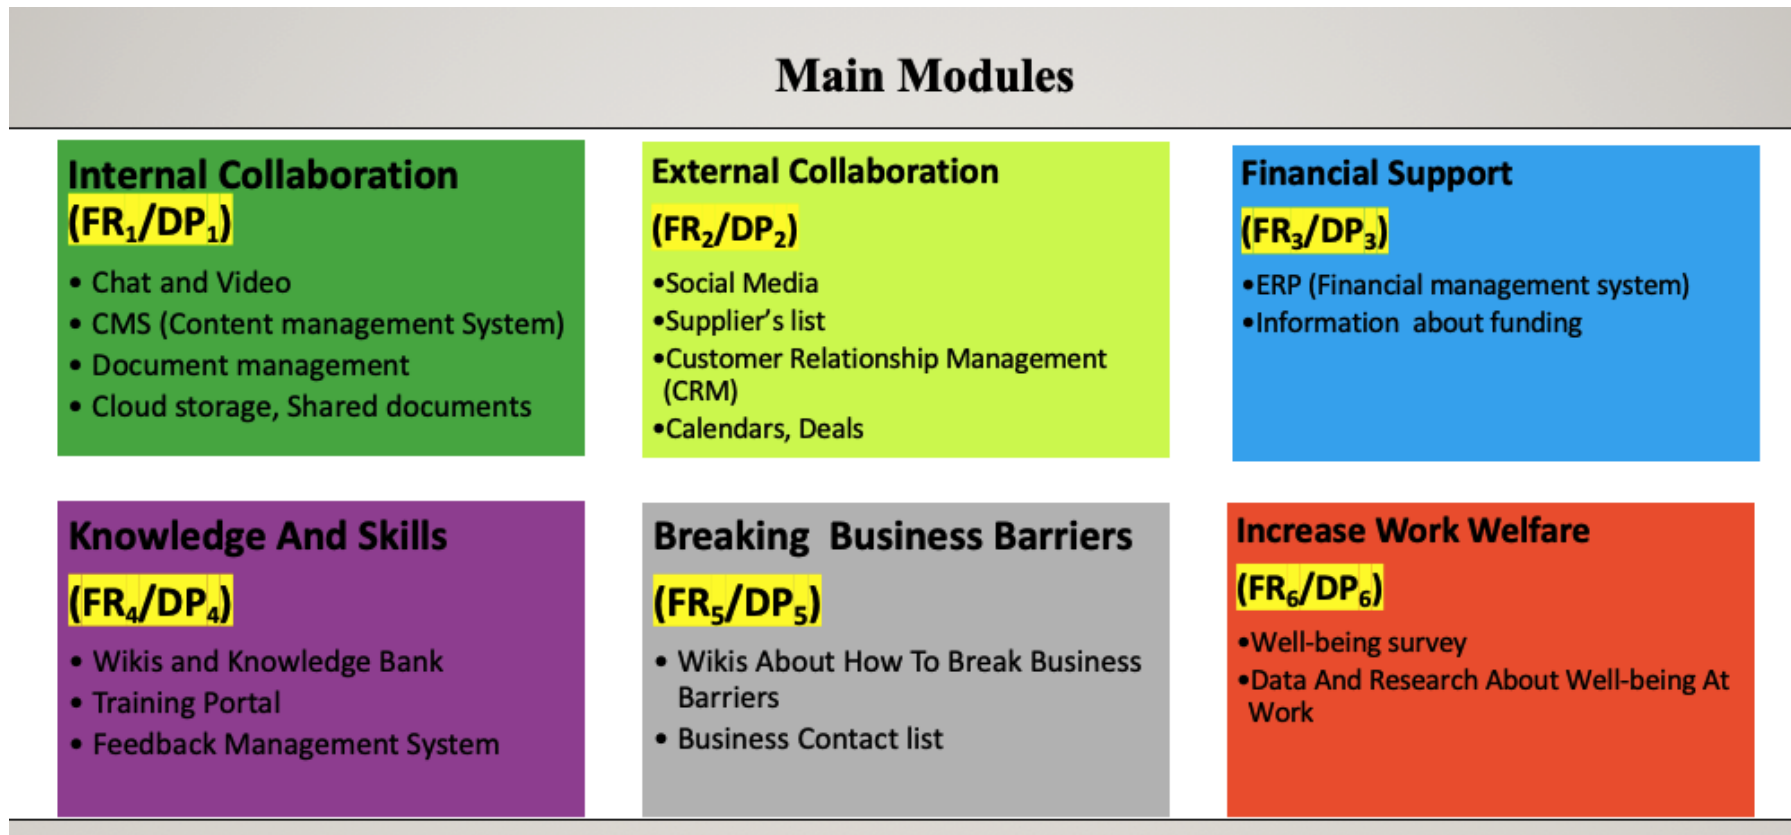 Main Modules
Internal Collaboration
(FR₁/DP₁)
• Chat and Video
• CMS (Content management System)
• Document management
• Cloud storage, Shared documents
External Collaboration
(FR₂/DP₂)
•Social Media
•Supplier’s list
•Customer Relationship Management
(CRM)
•Calendars, Deals
Financial Support
(FR₃/DP₃)
•ERP (Financial management system)
•Information  about funding
Knowledge And Skills
(FR₄/DP₄)
• Wikis and Knowledge Bank
• Training Portal
• Feedback Management System
Breaking  Business Barriers
(FR₅/DP₅)
• Wikis About How To Break Business
Barriers
• Business Contact list
Increase Work Welfare
(FR₆/DP₆)
•Well-being survey
•Data And Research About Well-being At
Work